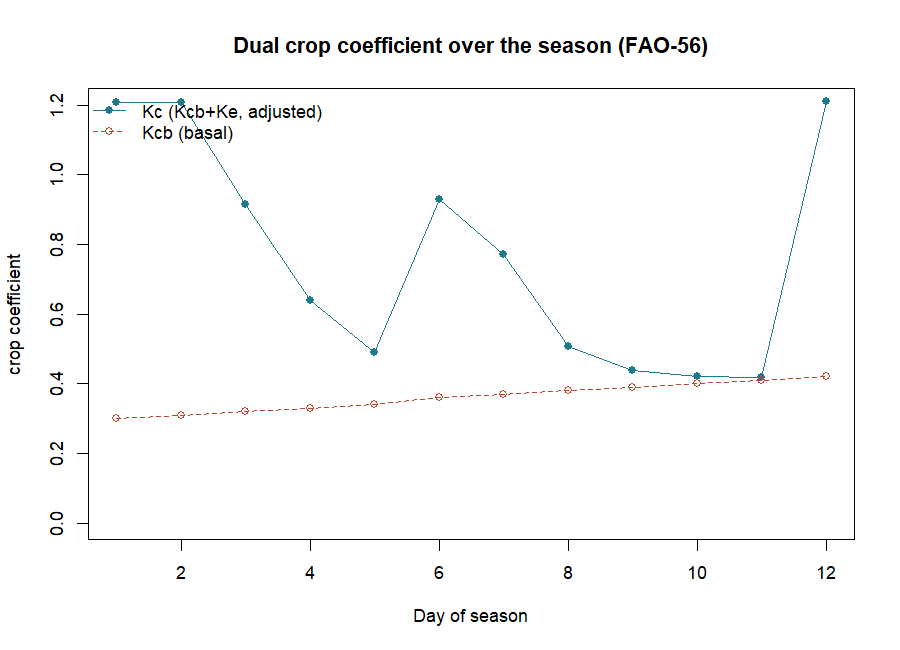 Dual crop coefficient over the season (FAO-56)
Kc (Kcb+Ke, adjusted)
Kcb (basal)
crop coefficient
1.2
1.0
0.8
0.6
0.4
0.2
0.0
2 4 6 8 10 12
Day of season